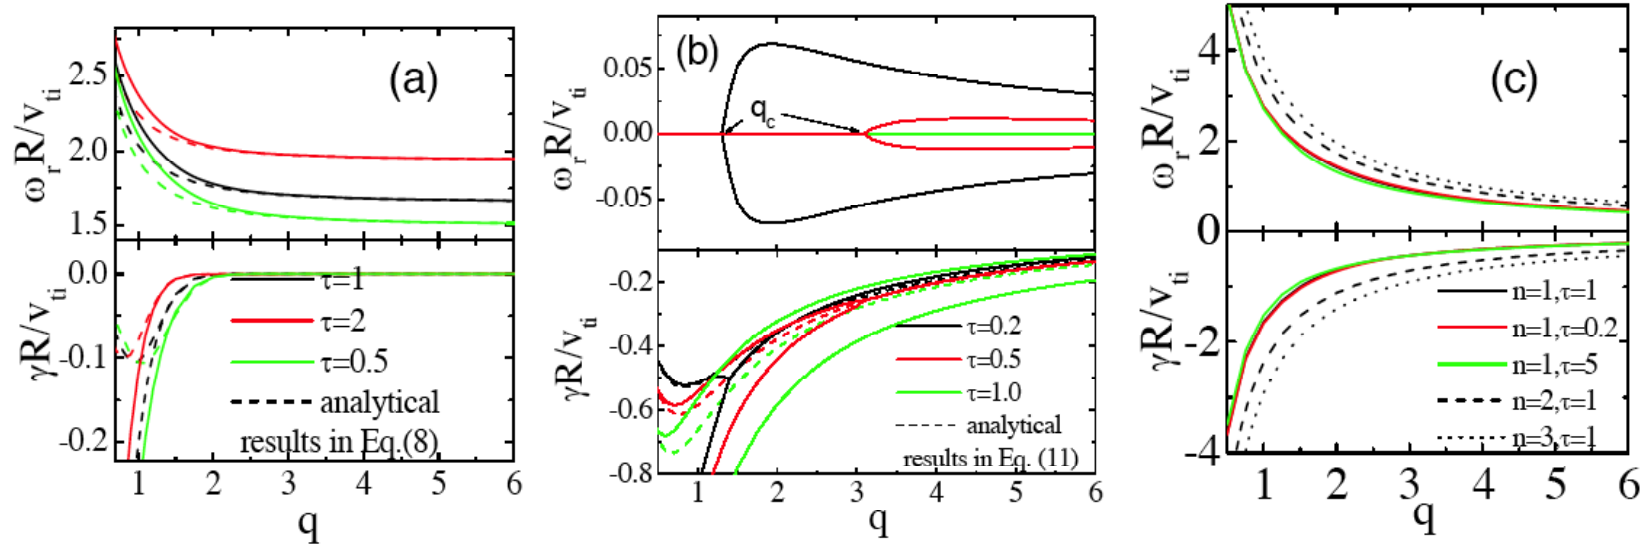 (a)
ω_r R/v_ti
2.5
2.0
1.5
γR/v_ti
0.0
-0.1
-0.2
τ=1
τ=2
τ=0.5
analytical
results in Eq.(8)
1 2 3 4 5 6
q
(b)
ω_r R/v_ti
0.05
0.00
-0.05
q_c
γR/v_ti
-0.2
-0.4
-0.6
-0.8
τ=0.2
τ=0.5
τ=1.0
analytical
results in Eq. (11)
1 2 3 4 5 6
q
(c)
ω_r R/v_ti
4
2
0
γR/v_ti
0
-2
-4
n=1,τ=1
n=1,τ=0.2
n=1,τ=5
n=2,τ=1
n=3,τ=1
1 2 3 4 5 6
q